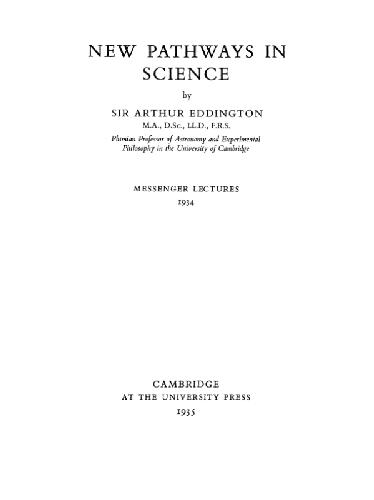 NEW PATHWAYS IN
SCIENCE
by
SIR ARTHUR EDDINGTON
M.A., D.Sc., LL.D., F.R.S.
Plumian Professor of Astronomy and Experimental
Philosophy in the University of Cambridge
MESSENGER LECTURES
1934
CAMBRIDGE
AT THE UNIVERSITY PRESS
1935